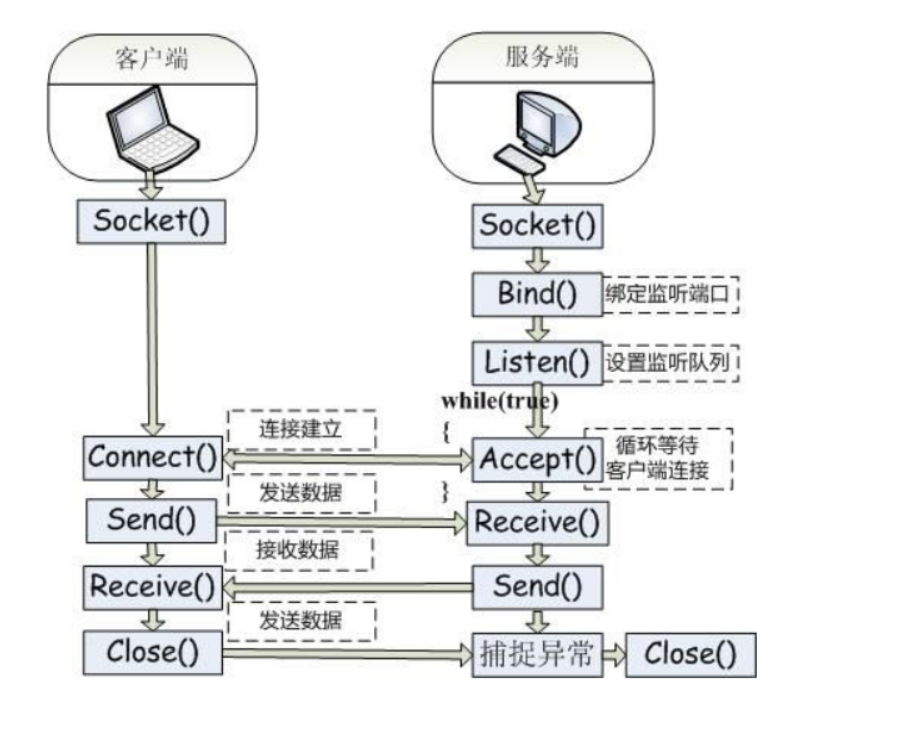 客户端
服务端
Socket()
Socket()
Bind()
绑定监听端口
Listen()
设置监听队列
while(true)
{
连接建立
Connect()
Accept()
循环等待
客户端连接
发送数据
}
Send()
Receive()
接收数据
Receive()
Send()
发送数据
Close()
捕捉异常
Close()